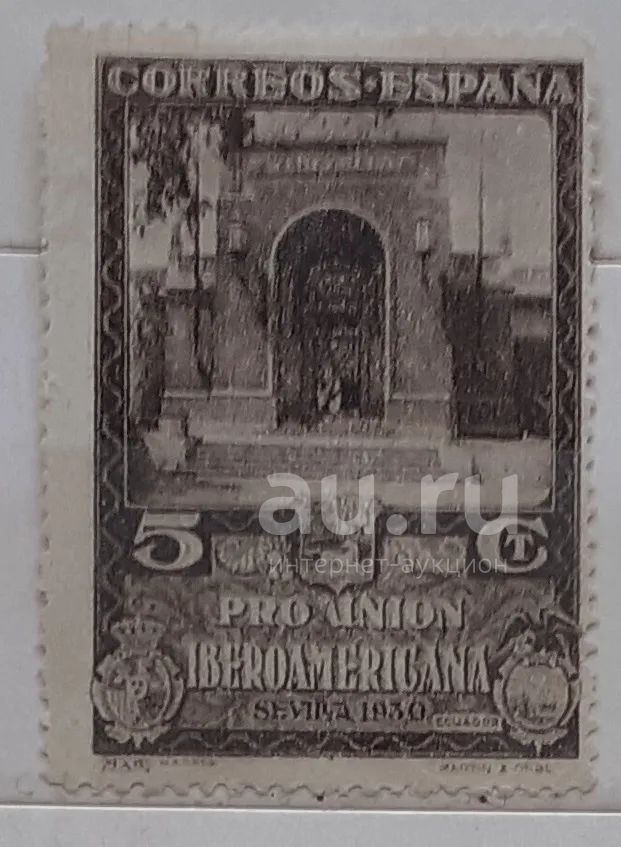 CORREOS·ESPAÑA
5 CT
au.ru
интернет-аукцион
PRO UNION
IBEROAMERICANA
SEVILLA 1930
ECUADOR